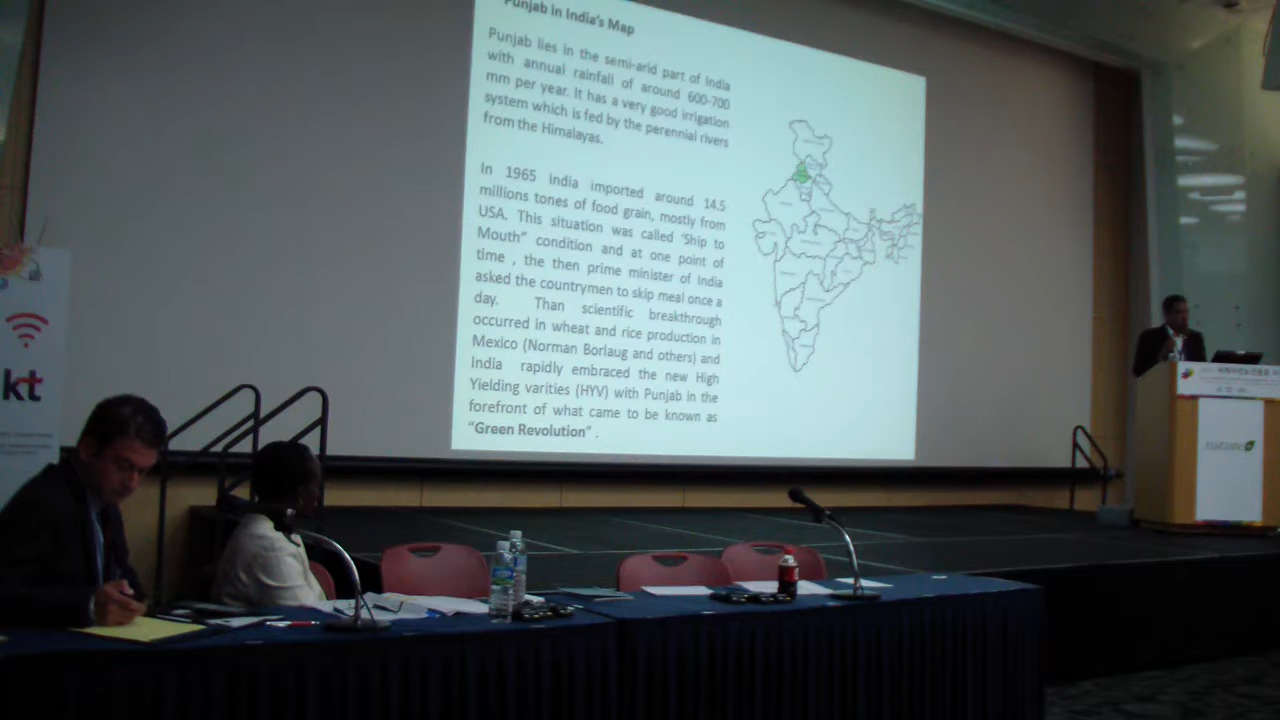 Punjab in India's Map
Punjab lies in the semi-arid part of India
with annual rainfall of around 600-700
mm per year. It has a very good irrigation
system which is fed by the perennial rivers
from the Himalayas.
In 1965 India imported around 14.5
millions tones of food grain, mostly from
USA. This situation was called 'Ship to
Mouth" condition and at one point of
time , the then prime minister of India
asked the countrymen to skip meal once a
day. Than scientific breakthrough
occurred in wheat and rice production in
Mexico (Norman Borlaug and others) and
India rapidly embraced the new High
Yielding varities (HYV) with Punjab in the
forefront of what came to be known as
"Green Revolution" .
kt